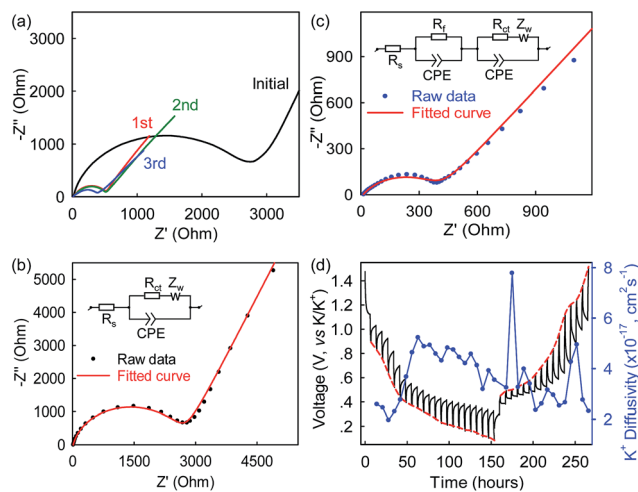 (a)
3000
2000
1000
0
-Z" (Ohm)
Initial
2nd
1st
3rd
0 1000 2000 3000
Z' (Ohm)
(b)
5000
4000
3000
2000
1000
0
-Z" (Ohm)
Rct Zw
Rs
CPE
Raw data
Fitted curve
0 1500 3000 4500
Z' (Ohm)
(c)
900
600
300
0
-Z" (Ohm)
Rf Rct Zw
Rs
CPE CPE
Raw data
Fitted curve
0 300 600 900
Z' (Ohm)
(d)
1.4
1.2
1.0
.8
.6
.4
.2
Voltage (V, vs K/K+)
8
6
4
2
0
K+ Diffusivity (x10-17, cm2s-1)
0 50 100 150 200 250
Time (hours)